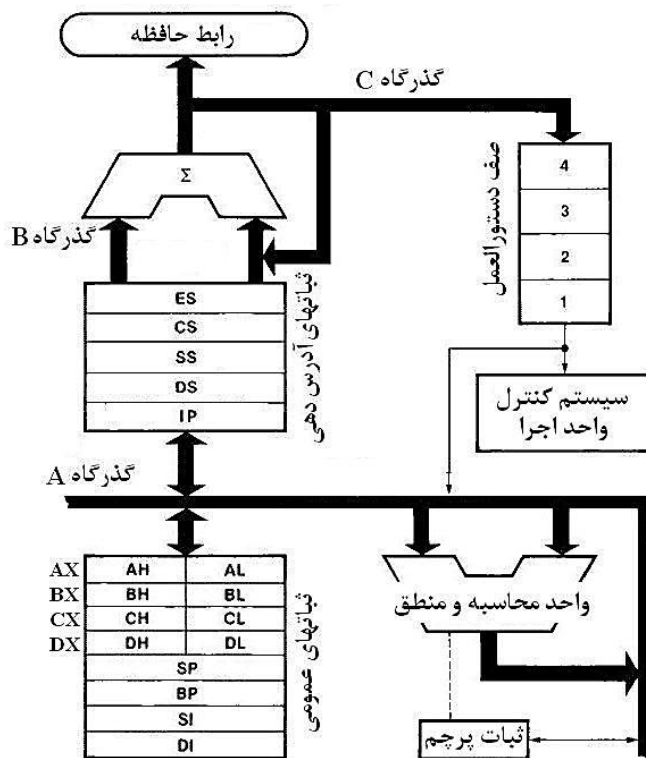 رابط حافظه
گذرگاه C
Σ
گذرگاه B
صف دستورالعمل
4
3
2
1
ثباتهای آدرس دهی
ES
CS
SS
DS
IP
سیستم کنترل
واحد اجرا
گذرگاه A
AX AH AL
BX BH BL
CX CH CL
DX DH DL
SP
BP
SI
DI
ثباتهای عمومی
واحد محاسبه و منطق
ثبات پرچم